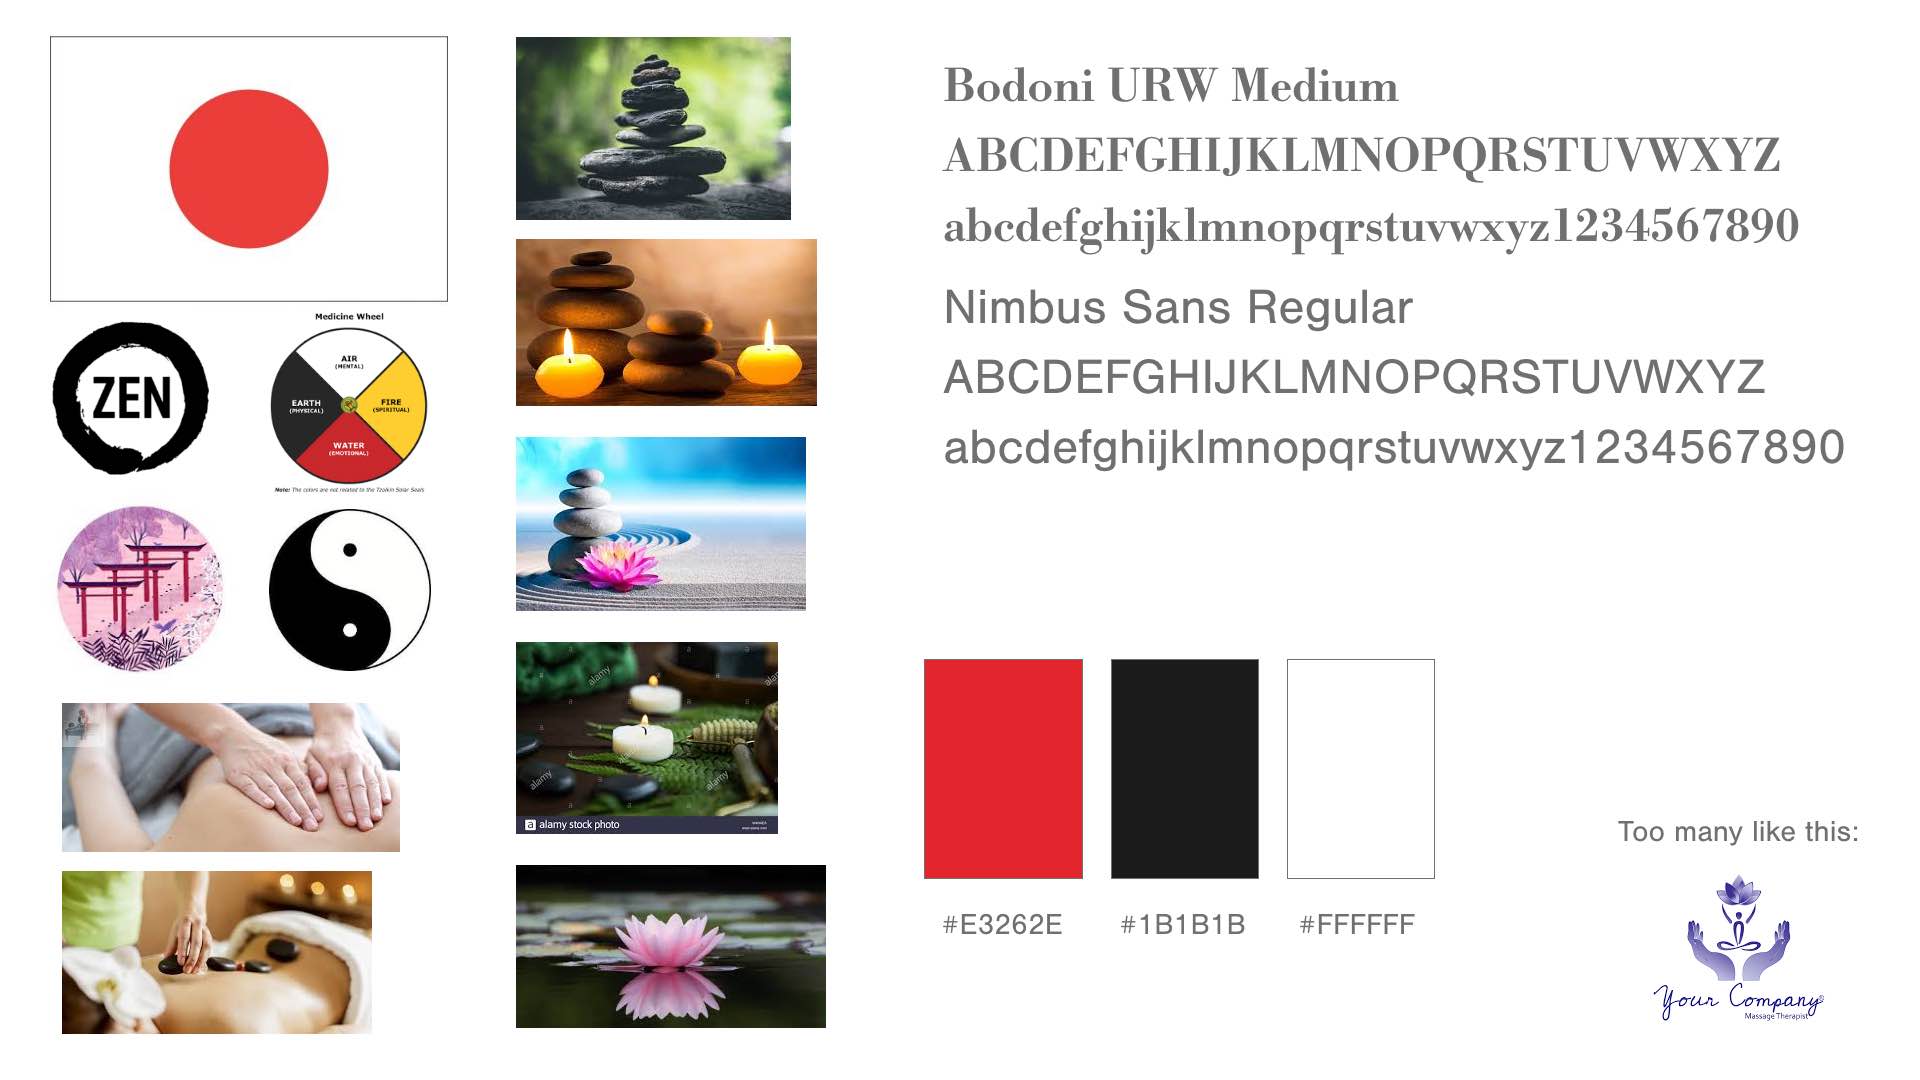 ZEN
Medicine Wheel
AIR
(MENTAL)
EARTH
(PHYSICAL)
FIRE
(SPIRITUAL)
WATER
(EMOTIONAL)
Note: The colors are not related to the Tzolkin Solar Seals
alamy
a
alamy
alamy
a alamy stock photo
www.alamy.com
Bodoni URW Medium
ABCDEFGHIJKLMNOPQRSTUVWXYZ
abcdefghijklmnopqrstuvwxyz1234567890
Nimbus Sans Regular
ABCDEFGHIJKLMNOPQRSTUVWXYZ
abcdefghijklmnopqrstuvwxyz1234567890
#E3262E
#1B1B1B
#FFFFFF
Too many like this:
Your Company®
Massage Therapist